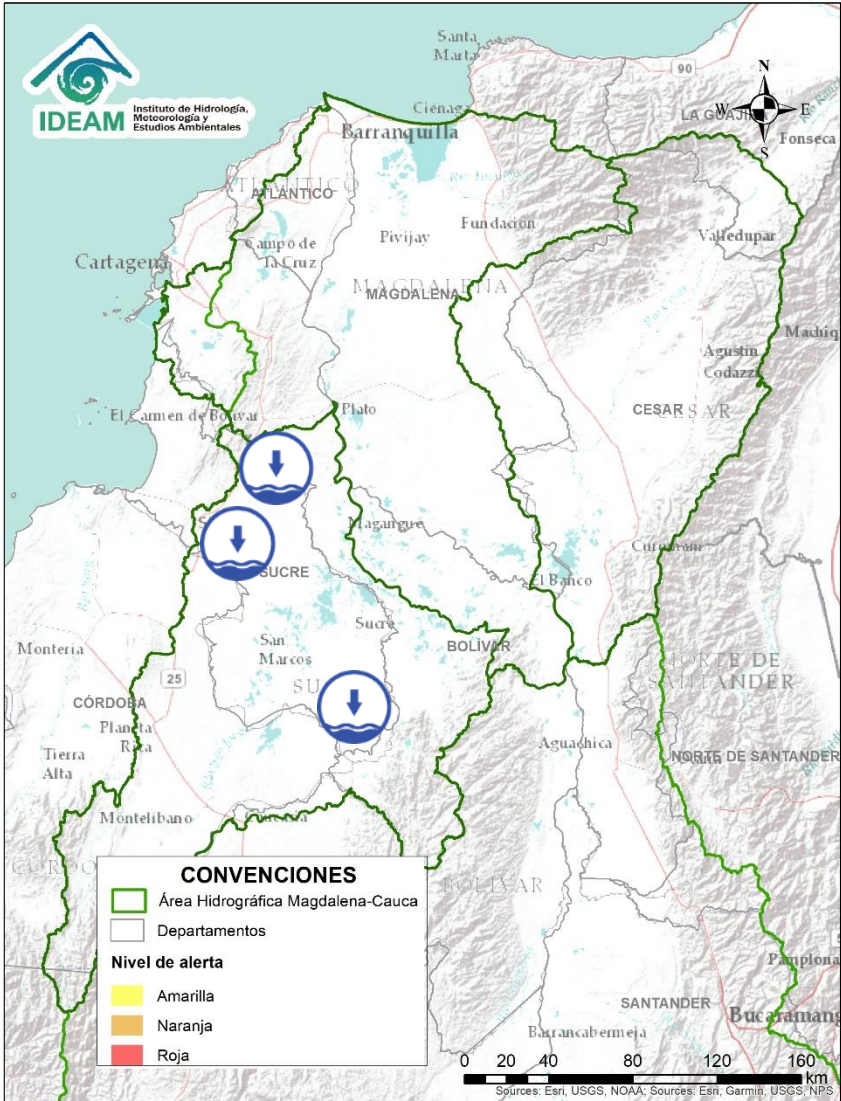 IDEAM
Instituto de Hidrología,
Meteorología y
Estudios Ambientales
Santa
Marta
90
N
W
E
S
LA GUAJIRA
Fonseca
Ciénaga
Barranquilla
ATLANTICO
ATLÁNTICO
Fundación
Pivijay
Valledupar
Campo de
la Cruz
Cartagena
MAGDALENA
MAGDALENA
Agustín
Codazzi
CESAR
CESAR
El Carmen de Bolívar
Plato
Magangue
SUCRE
El Banco
Sucre
San
Marcos
BOLÍVAR
Montería
25
NORTE DE
SANTANDER
CÓRDOBA
Planeta
Rica
Aguachica
NORTE DE SANTANDER
Tierra
Alta
Montelibano
BOLÍVAR
CONVENCIONES
Área Hidrográfica Magdalena-Cauca
Departamentos
Nivel de alerta
Amarilla
Naranja
Roja
Pamplona
SANTANDER
Barrancabermeja
0 20 40 80 120 160
km
Sources: Esri, USGS, NOAA; Sources: Esri, Garmin, USGS, NPS